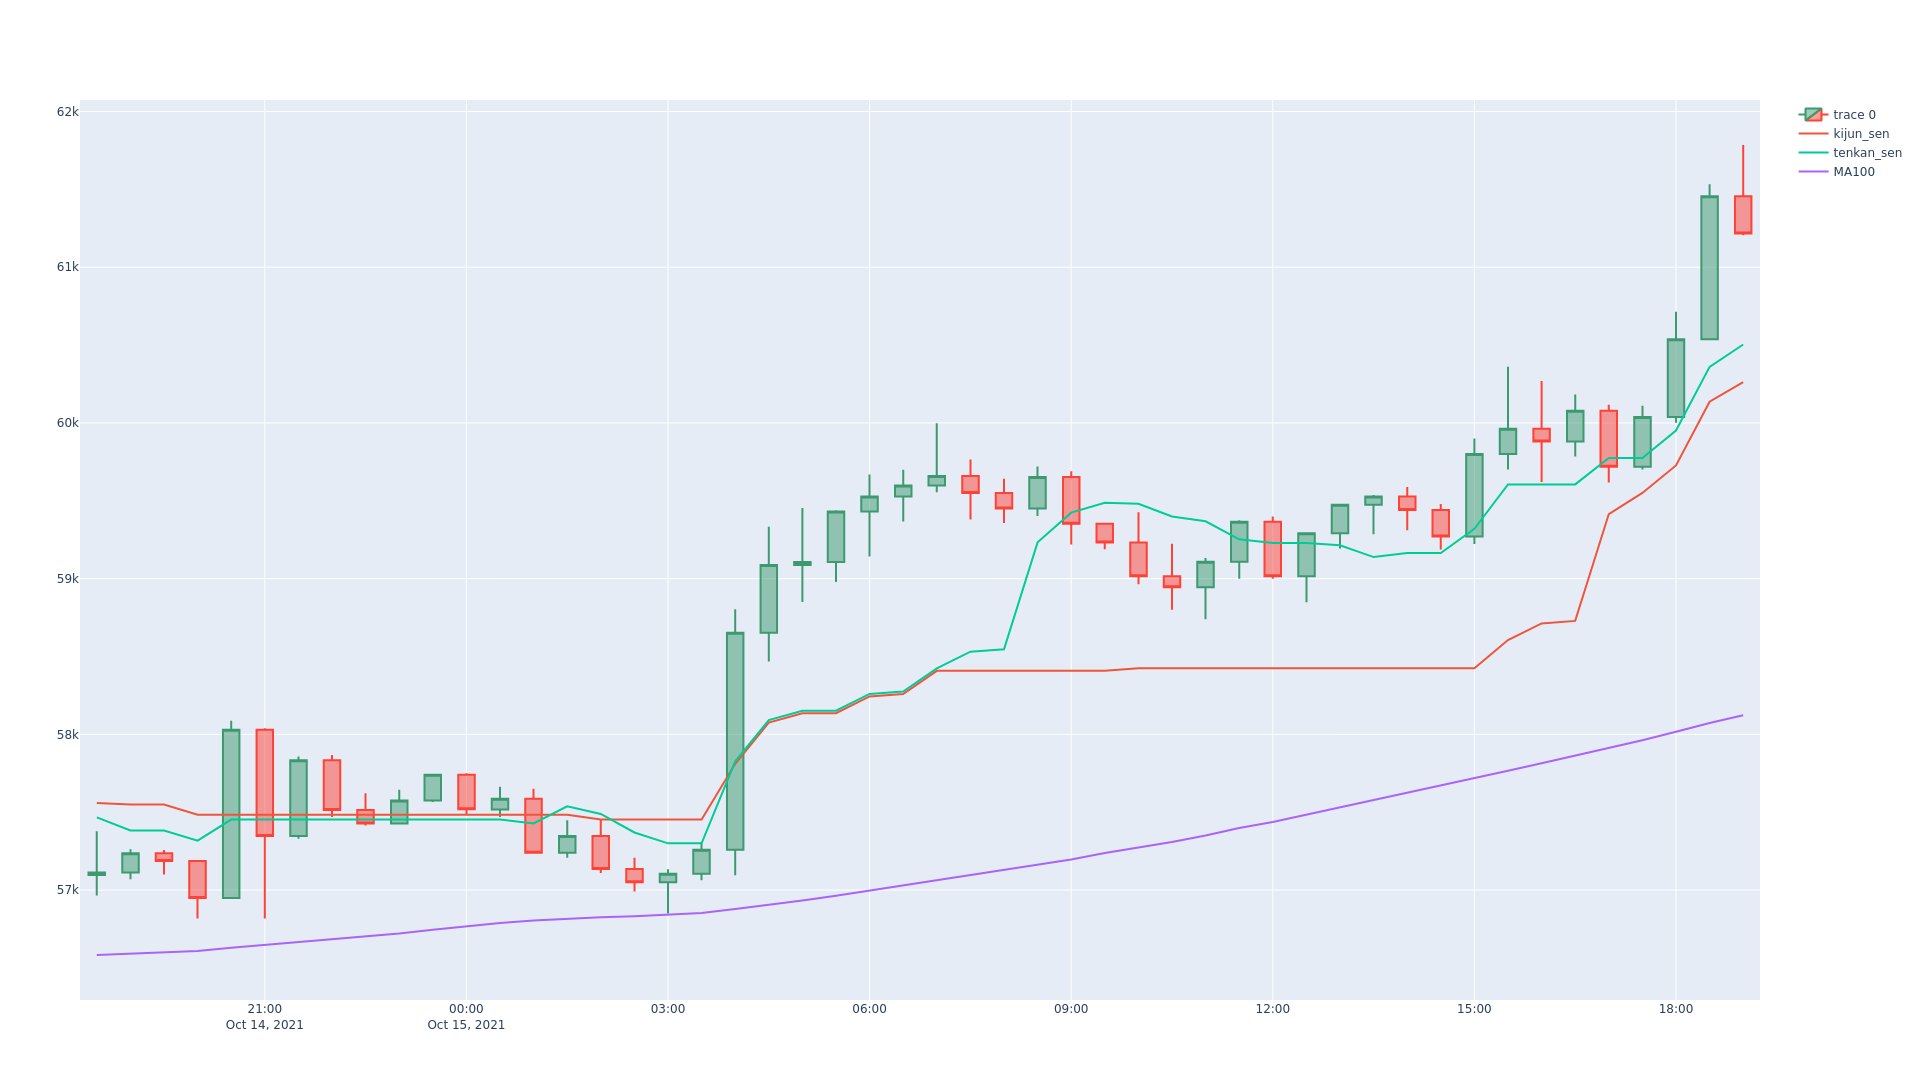 62k
61k
60k
59k
58k
57k
21:00
Oct 14, 2021
00:00
Oct 15, 2021
03:00
06:00
09:00
12:00
15:00
18:00
trace 0
kijun_sen
tenkan_sen
MA100